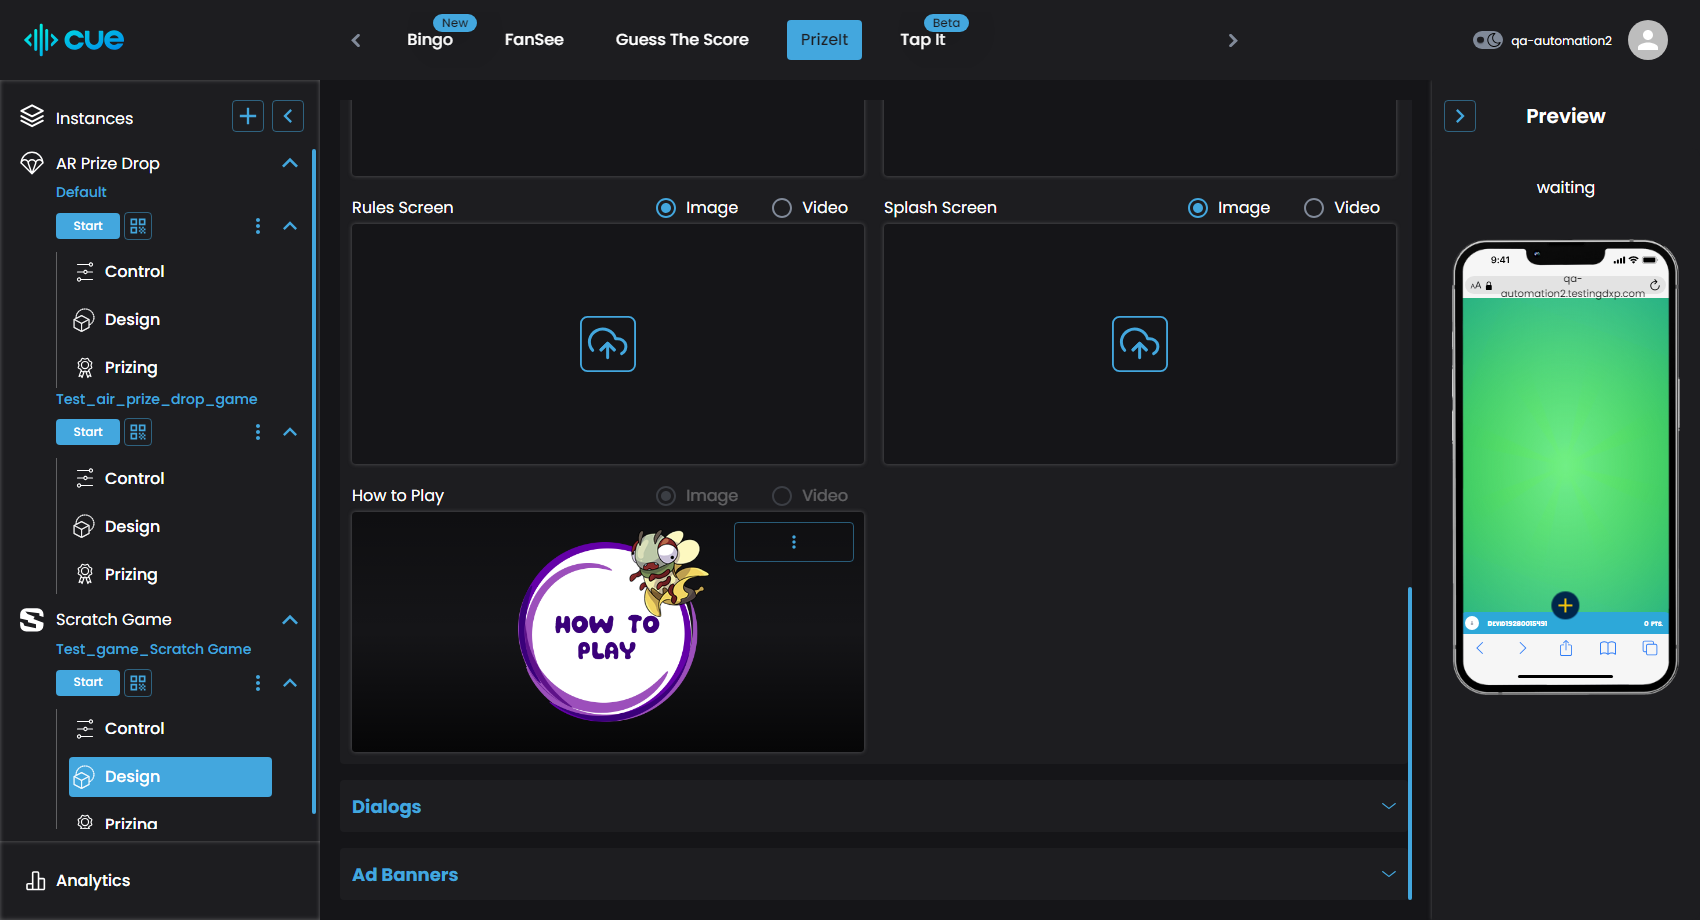 cue
New
Beta
Bingo
FanSee
Guess The Score
PrizeIt
Tap It
qa-automation2
Instances
AR Prize Drop
Default
Start
Control
Design
Prizing
Test_air_prize_drop_game
Start
Control
Design
Prizing
Scratch Game
Test_game_Scratch Game
Start
Control
Design
Prizing
Analytics
Rules Screen
Image
Video
Splash Screen
Image
Video
How to Play
Image
Video
HOW TO
PLAY
Dialogs
Ad Banners
Preview
waiting
9:41
AA
qa-
automation2.testingdxp.com
0 PTS.